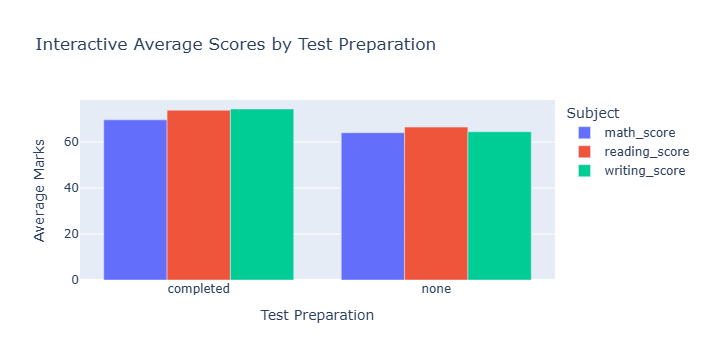 Interactive Average Scores by Test Preparation
Average Marks
60
40
20
0
completed
none
Test Preparation
Subject
math_score
reading_score
writing_score